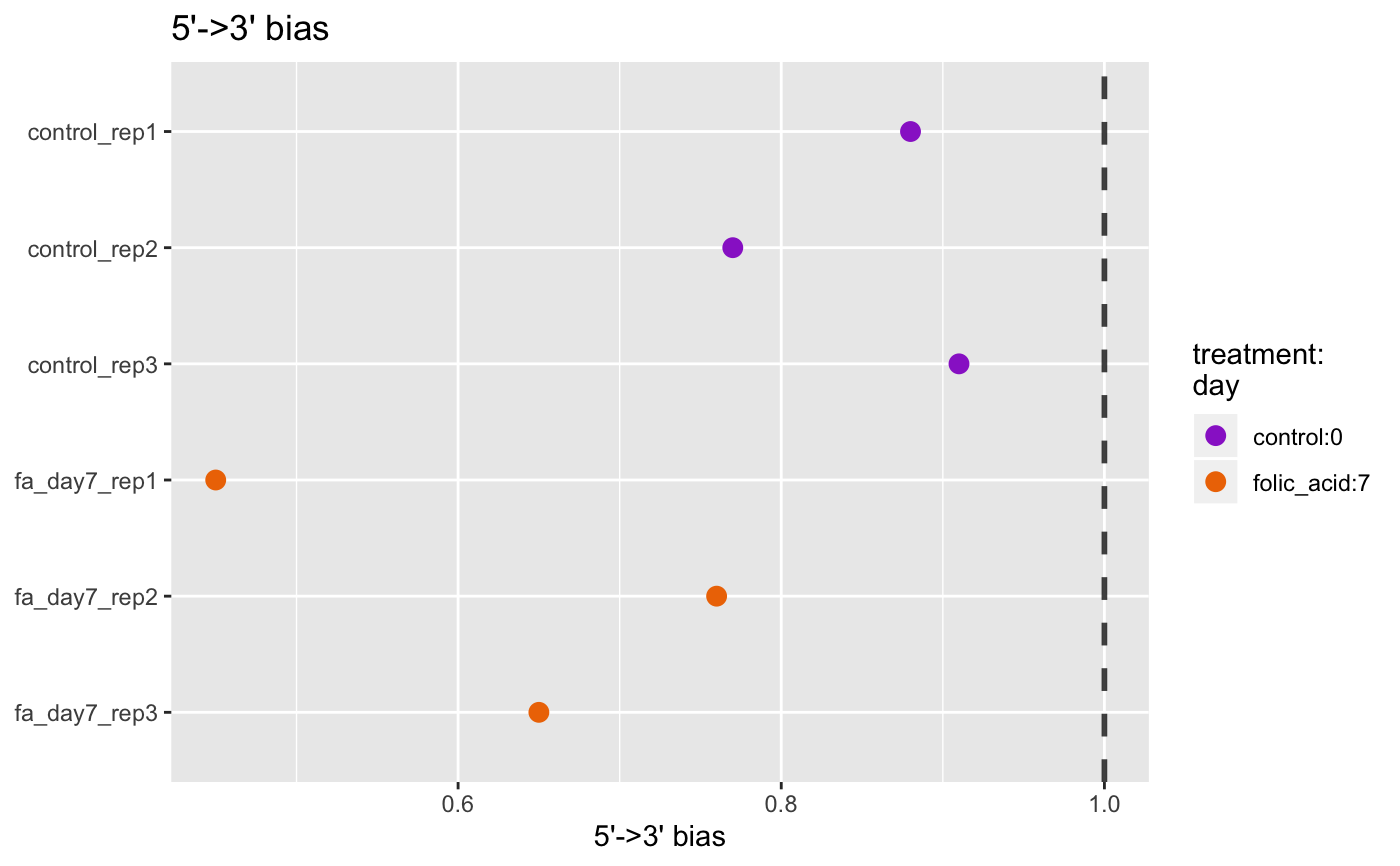 5'->3' bias
control_rep1
control_rep2
control_rep3
fa_day7_rep1
fa_day7_rep2
fa_day7_rep3
0.6
0.8
1.0
5'->3' bias
treatment:
day
control:0
folic_acid:7